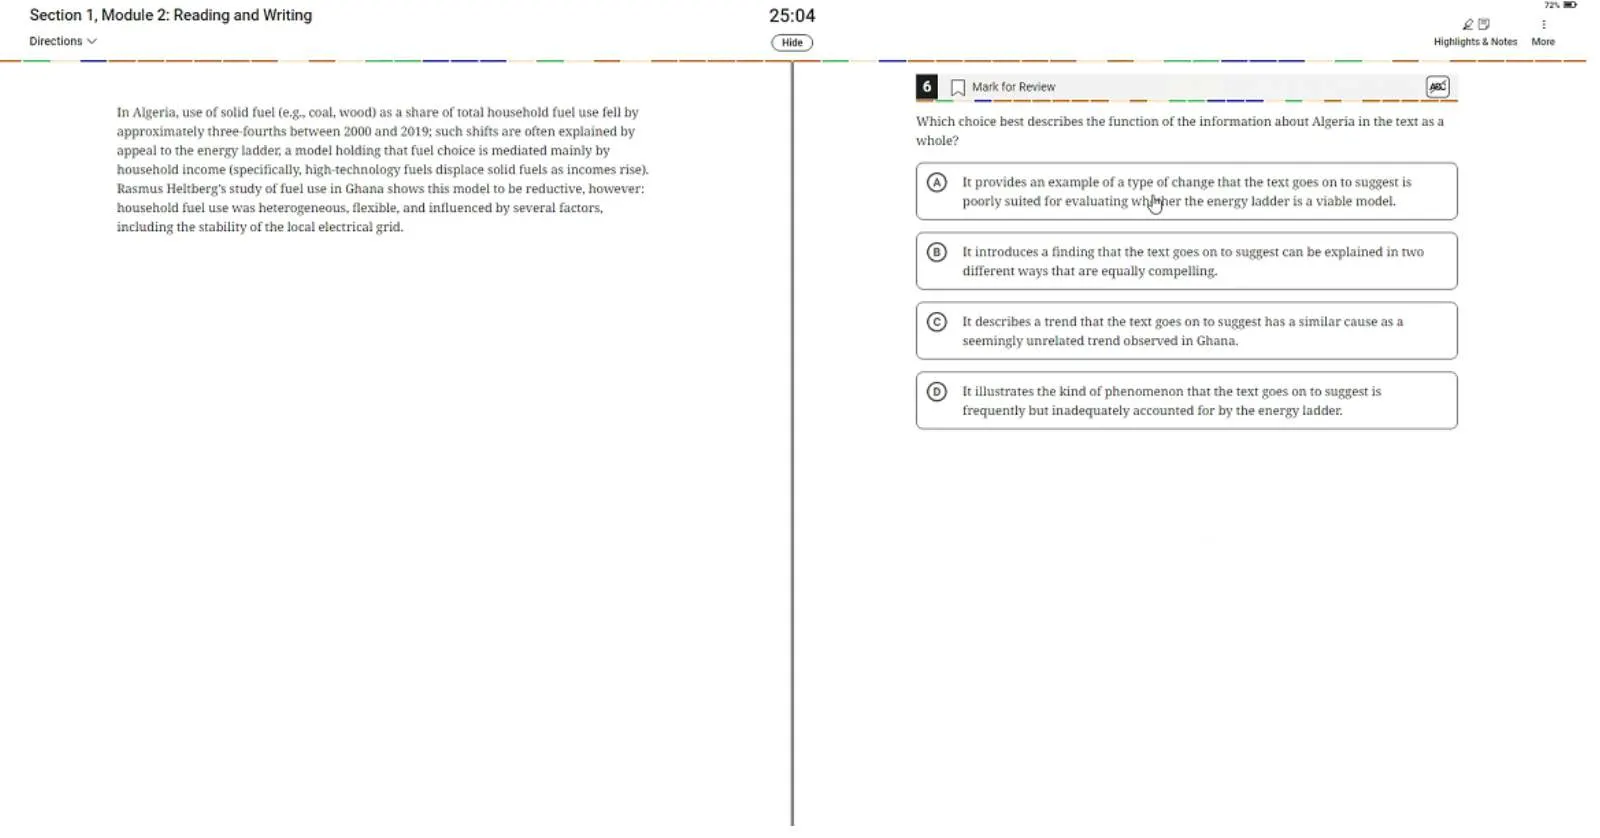 Section 1, Module 2: Reading and Writing
Directions
25:04
Hide
72%
Highlights & Notes
More
In Algeria, use of solid fuel (e.g., coal, wood) as a share of total household fuel use fell by
approximately three-fourths between 2000 and 2019; such shifts are often explained by
appeal to the energy ladder, a model holding that fuel choice is mediated mainly by
household income (specifically, high-technology fuels displace solid fuels as incomes rise).
Rasmus Heltberg's study of fuel use in Ghana shows this model to be reductive, however:
household fuel use was heterogeneous, flexible, and influenced by several factors,
including the stability of the local electrical grid.
6
Mark for Review
ABC
Which choice best describes the function of the information about Algeria in the text as a
whole?
A
It provides an example of a type of change that the text goes on to suggest is
poorly suited for evaluating whether the energy ladder is a viable model.
B
It introduces a finding that the text goes on to suggest can be explained in two
different ways that are equally compelling.
C
It describes a trend that the text goes on to suggest has a similar cause as a
seemingly unrelated trend observed in Ghana.
D
It illustrates the kind of phenomenon that the text goes on to suggest is
frequently but inadequately accounted for by the energy ladder.